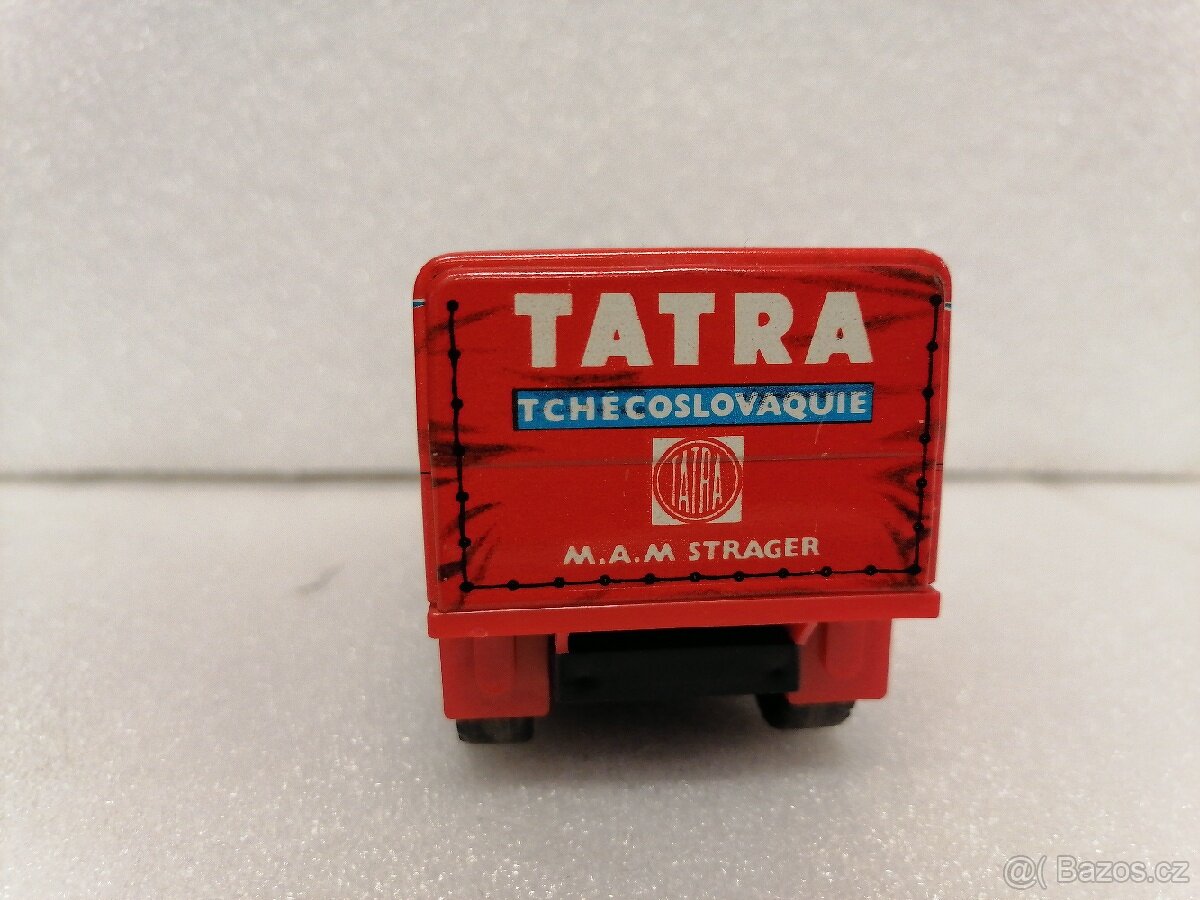 TATRA
TCHECOSLOVAQUIE
TATRA
M.A.M STRAGER
@( Bazos.cz